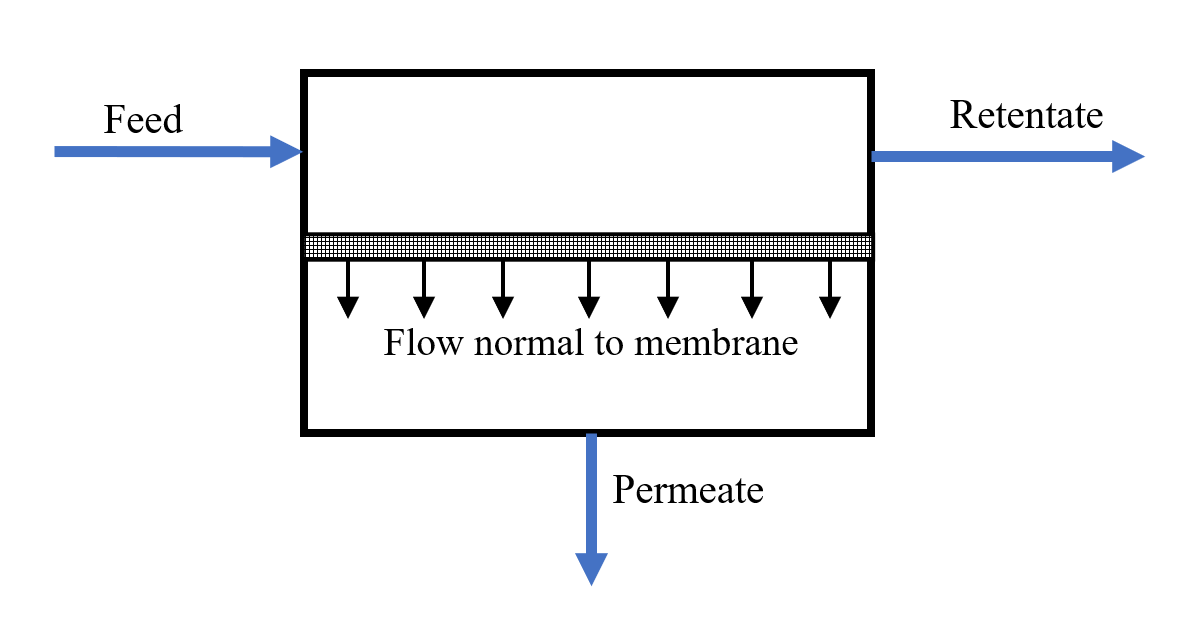 Feed
Retentate
Flow normal to membrane
Permeate